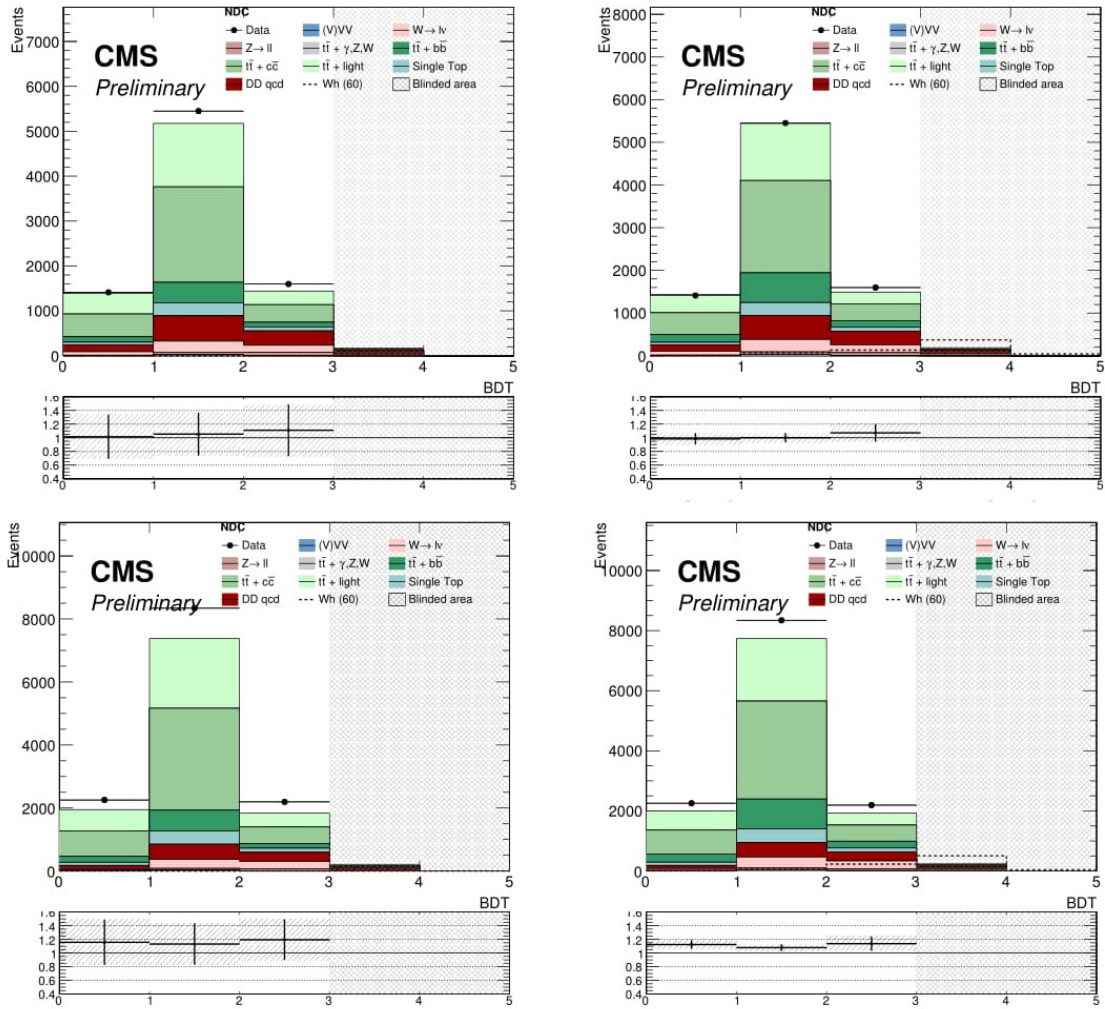 Events
NDC
CMS
Preliminary
Data
(V)VV
W→ lν
Z→ ll
tt̄ + γ,Z,W
tt̄ + bb̄
tt̄ + cc̄
tt̄ + light
Single Top
DD qcd
Wh (60)
Blinded area
7000
6000
5000
4000
3000
2000
1000
0
0 1 2 3 4 5
BDT
1.6
1.4
1.2
1
0.8
0.6
0.4
0 1 2 3 4 5
Events
NDC
CMS
Preliminary
Data
(V)VV
W→ lν
Z→ ll
tt̄ + γ,Z,W
tt̄ + bb̄
tt̄ + cc̄
tt̄ + light
Single Top
DD qcd
Wh (60)
Blinded area
8000
7000
6000
5000
4000
3000
2000
1000
0
0 1 2 3 4 5
BDT
1.6
1.4
1.2
1
0.8
0.6
0.4
0 1 2 3 4 5
Events
NDC
CMS
Preliminary
Data
(V)VV
W→ lν
Z→ ll
tt̄ + γ,Z,W
tt̄ + bb̄
tt̄ + cc̄
tt̄ + light
Single Top
DD qcd
Wh (60)
Blinded area
10000
8000
6000
4000
2000
0
0 1 2 3 4 5
BDT
1.6
1.4
1.2
1
0.8
0.6
0.4
0 1 2 3 4 5
Events
NDC
CMS
Preliminary
Data
(V)VV
W→ lν
Z→ ll
tt̄ + γ,Z,W
tt̄ + bb̄
tt̄ + cc̄
tt̄ + light
Single Top
DD qcd
Wh (60)
Blinded area
10000
8000
6000
4000
2000
0
0 1 2 3 4 5
BDT
1.6
1.4
1.2
1
0.8
0.6
0.4
0 1 2 3 4 5